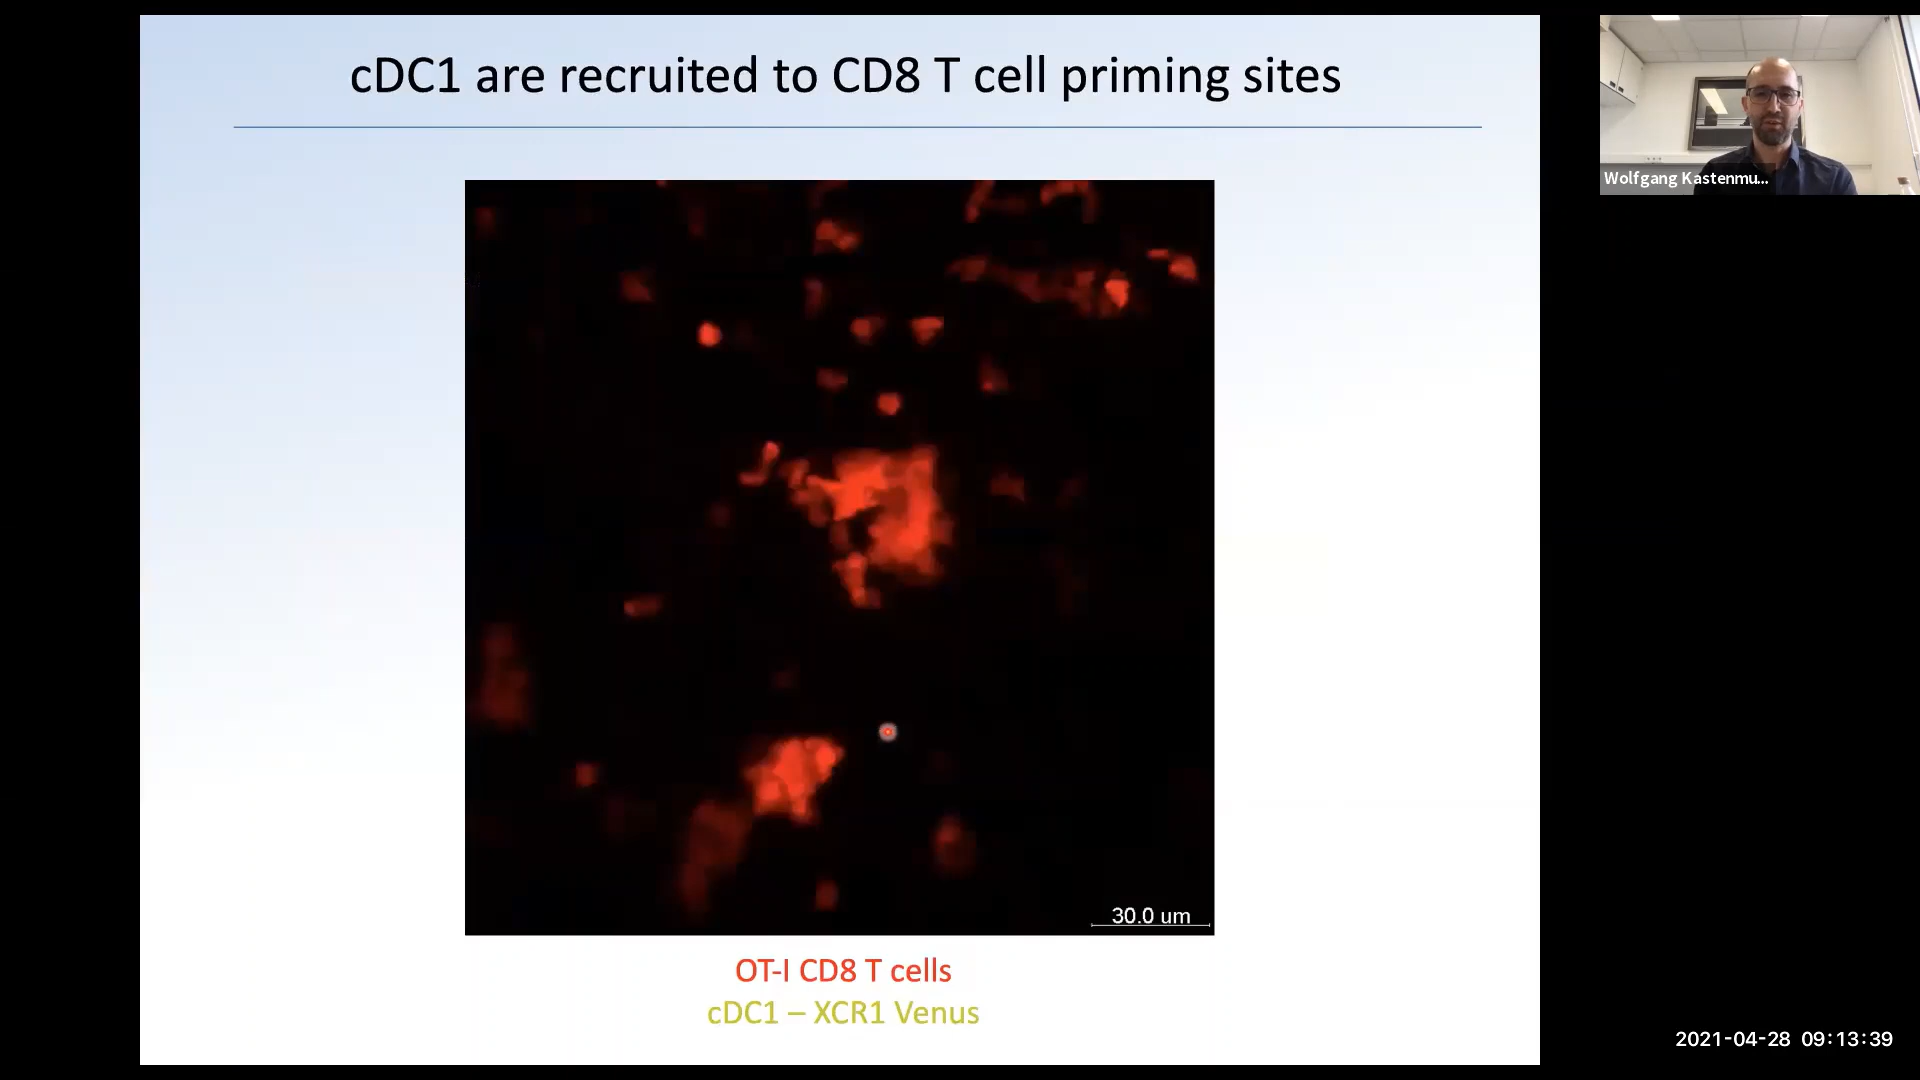 cDC1 are recruited to CD8 T cell priming sites
Wolfgang Kastenmu...
30.0 um
OT-I CD8 T cells
cDC1 – XCR1 Venus
2021-04-28 09:13:39